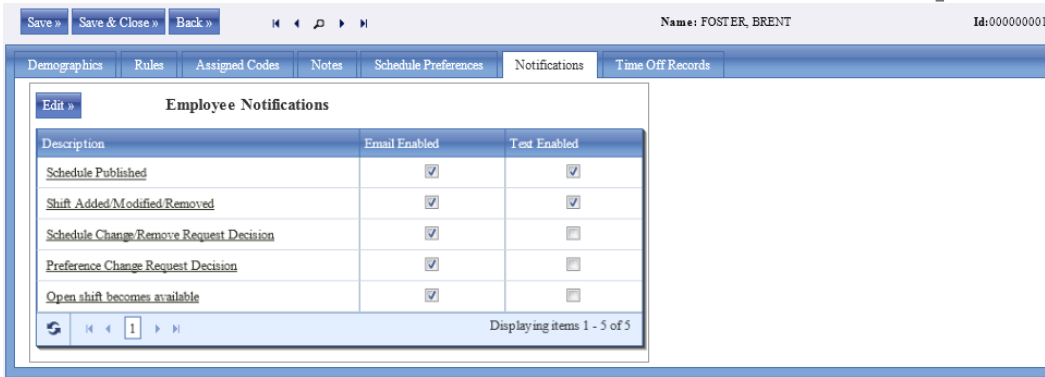 Save » Save & Close » Back » Name: FOSTER, BRENT Id:000000001
Demographics Rules Assigned Codes Notes Schedule Preferences Notifications Time Off Records
Edit » Employee Notifications
Description Email Enabled Text Enabled
Schedule Published
Shift Added/Modified/Removed
Schedule Change/Remove Request Decision
Preference Change Request Decision
Open shift becomes available
1 Displaying items 1 - 5 of 5